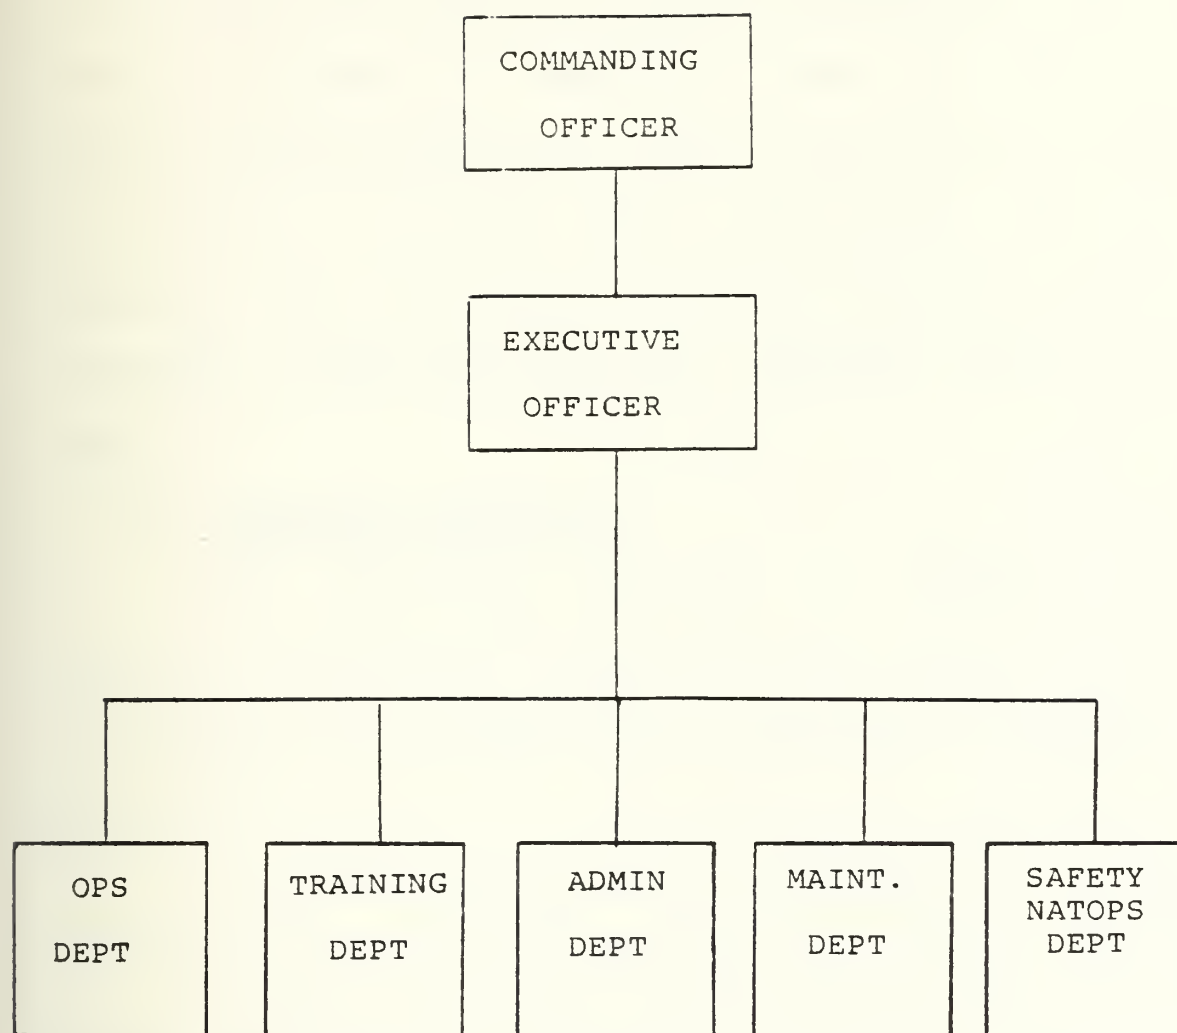 COMMANDING
OFFICER
EXECUTIVE
OFFICER
OPS
DEPT
TRAINING
DEPT
ADMIN
DEPT
MAINT.
DEPT
SAFETY
NATOPS
DEPT